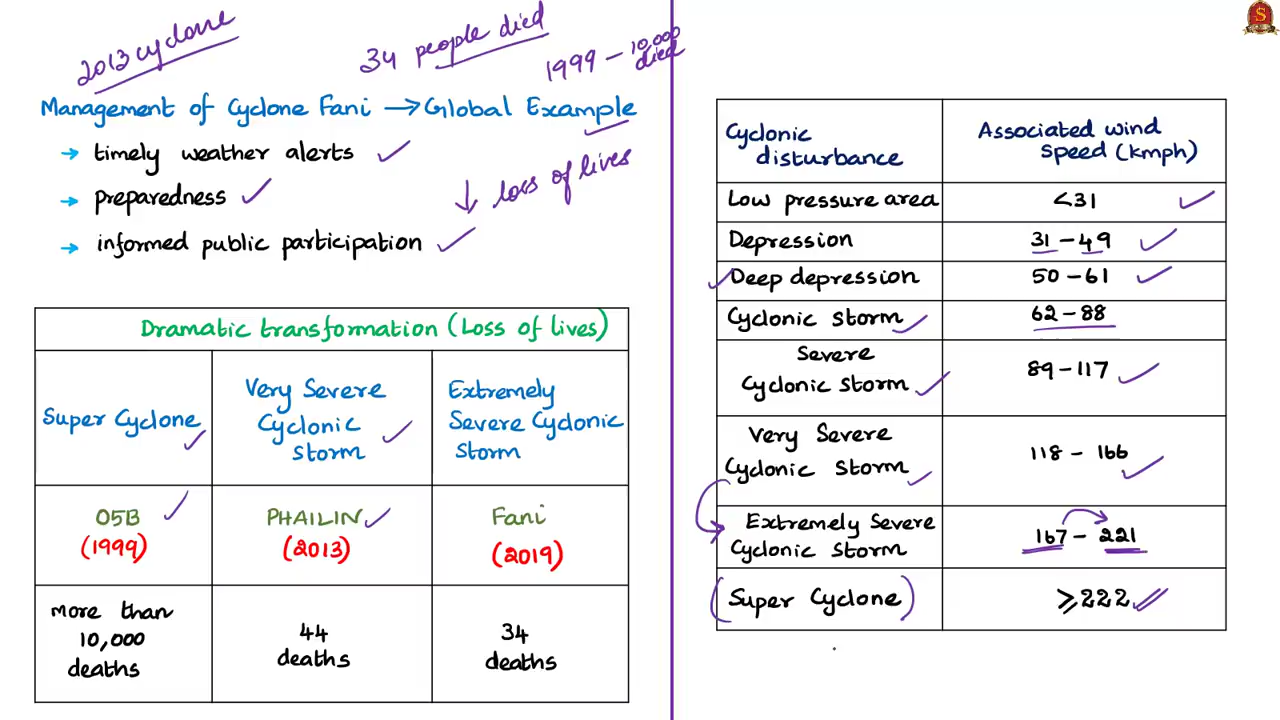 2013 cyclone
34 people died
1999 - 10,000
died
Management of Cyclone Fani → Global Example
→ timely weather alerts ✓
→ preparedness ✓
→ informed public participation ✓
↓ loss of lives
Dramatic transformation (Loss of lives)
Super Cyclone ✓
Very Severe
Cyclonic
storm ✓
Extremely
Severe Cyclonic
storm
05B ✓
(1999)
PHAILIN ✓
(2013)
Fani
(2019)
More than
10,000
deaths
44
deaths
34
deaths
Cyclonic
disturbance
Associated wind
speed (kmph)
Low pressure area
<31 ✓
Depression
31 - 49 ✓
✓ Deep depression
50 - 61 ✓
Cyclonic storm ✓
62 - 88
Severe
Cyclonic storm ✓
89 - 117 ✓
Very Severe
Cyclonic storm ✓
118 - 166 ✓
Extremely Severe
Cyclonic storm
167 - 221
(Super Cyclone)
≥222 ✓
S